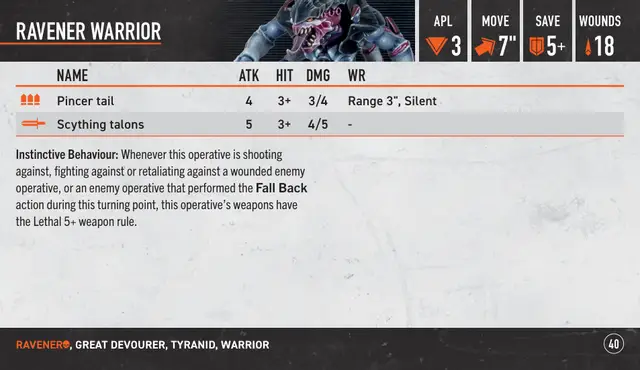 RAVENER WARRIOR
APL
3
MOVE
7"
SAVE
5+
WOUNDS
18
NAME ATK HIT DMG WR
Pincer tail 4 3+ 3/4 Range 3", Silent
Scything talons 5 3+ 4/5 -
Instinctive Behaviour: Whenever this operative is shooting
against, fighting against or retaliating against a wounded enemy
operative, or an enemy operative that performed the Fall Back
action during this turning point, this operative's weapons have
the Lethal 5+ weapon rule.
RAVENER, GREAT DEVOURER, TYRANID, WARRIOR
40